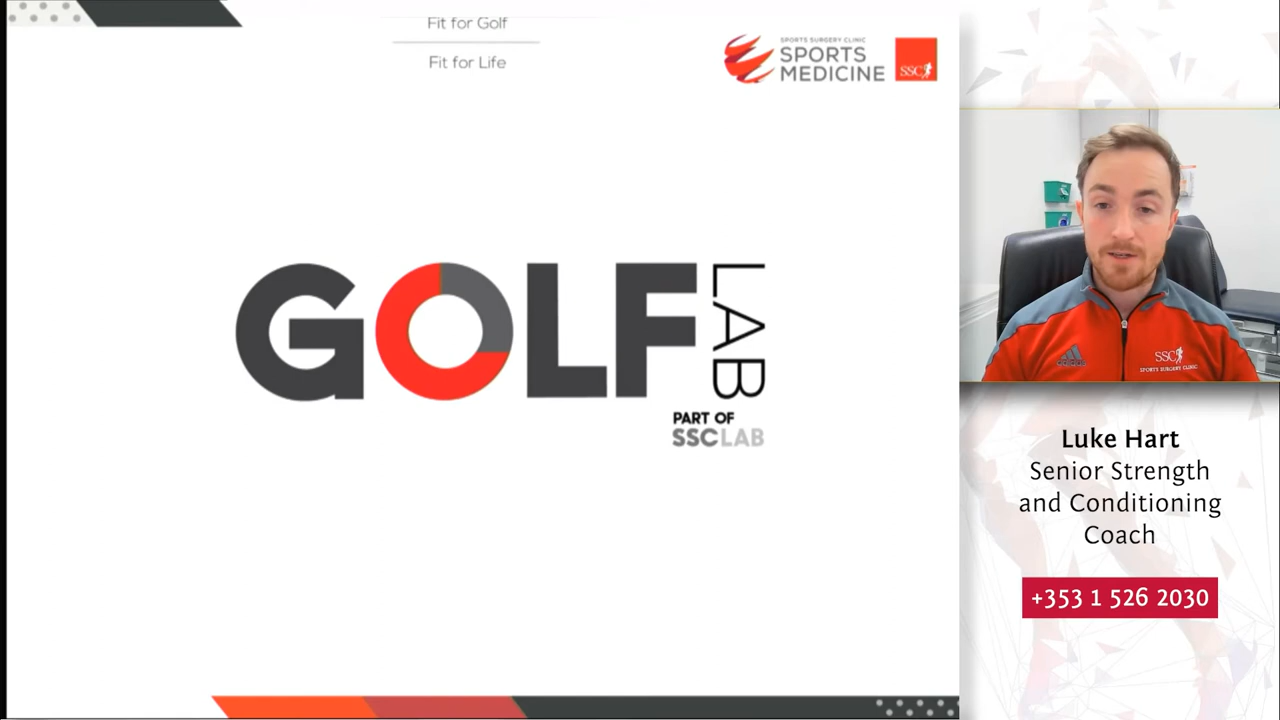 Fit for Golf
Fit for Life
SPORTS SURGERY CLINIC
SPORTS
MEDICINE
SSC
GOLF
LAB
PART OF
SSCLAB
adidas
SSC
SPORTS SURGERY CLINIC
Luke Hart
Senior Strength
and Conditioning
Coach
+353 1 526 2030